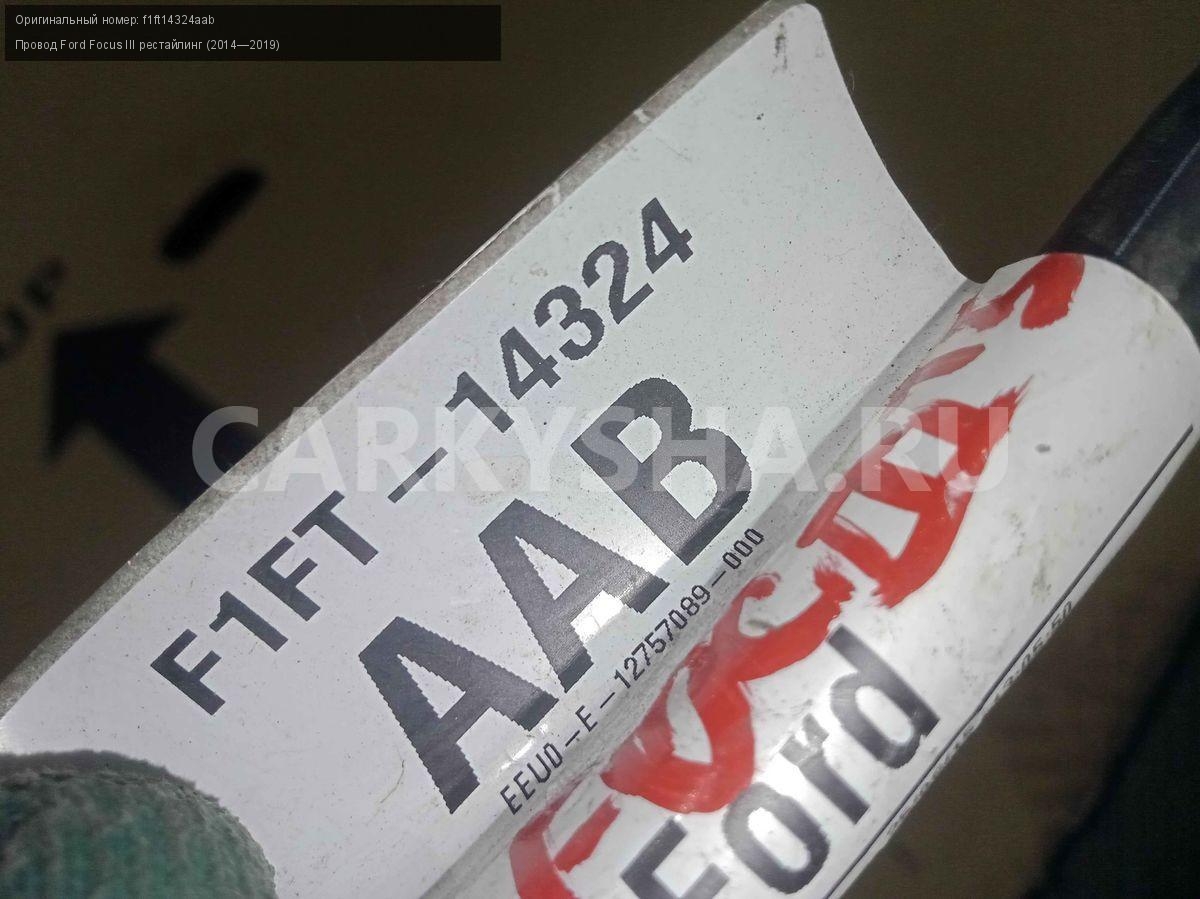 Оригинальный номер: f1ft14324aab
Провод Ford Focus III рестайлинг (2014—2019)
UP
F1FT-14324
AAB
EEUD-E-12757089-000
Ford
CARKYSHA.RU